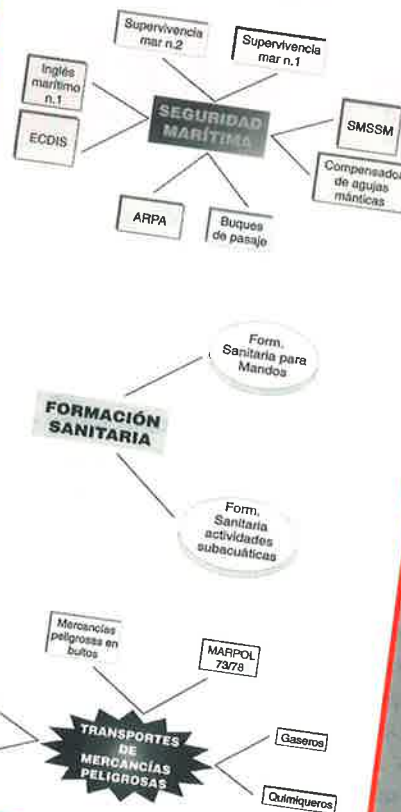 Supervivencia
mar n.2
Supervivencia
mar n.1
Inglés
marítimo
n.1
ECDIS
SEGURIDAD
MARÍTIMA
SMSSM
Compensador
de agujas
mánticas
ARPA
Buques
de pasaje
Form.
Sanitaria para
Mandos
FORMACIÓN
SANITARIA
Form.
Sanitaria
actividades
subacuáticas
Mercancías
peligrosas en
bultos
MARPOL
73/78
TRANSPORTES
DE
MERCANCÍAS
PELIGROSAS
Gaseros
Quimiqueros